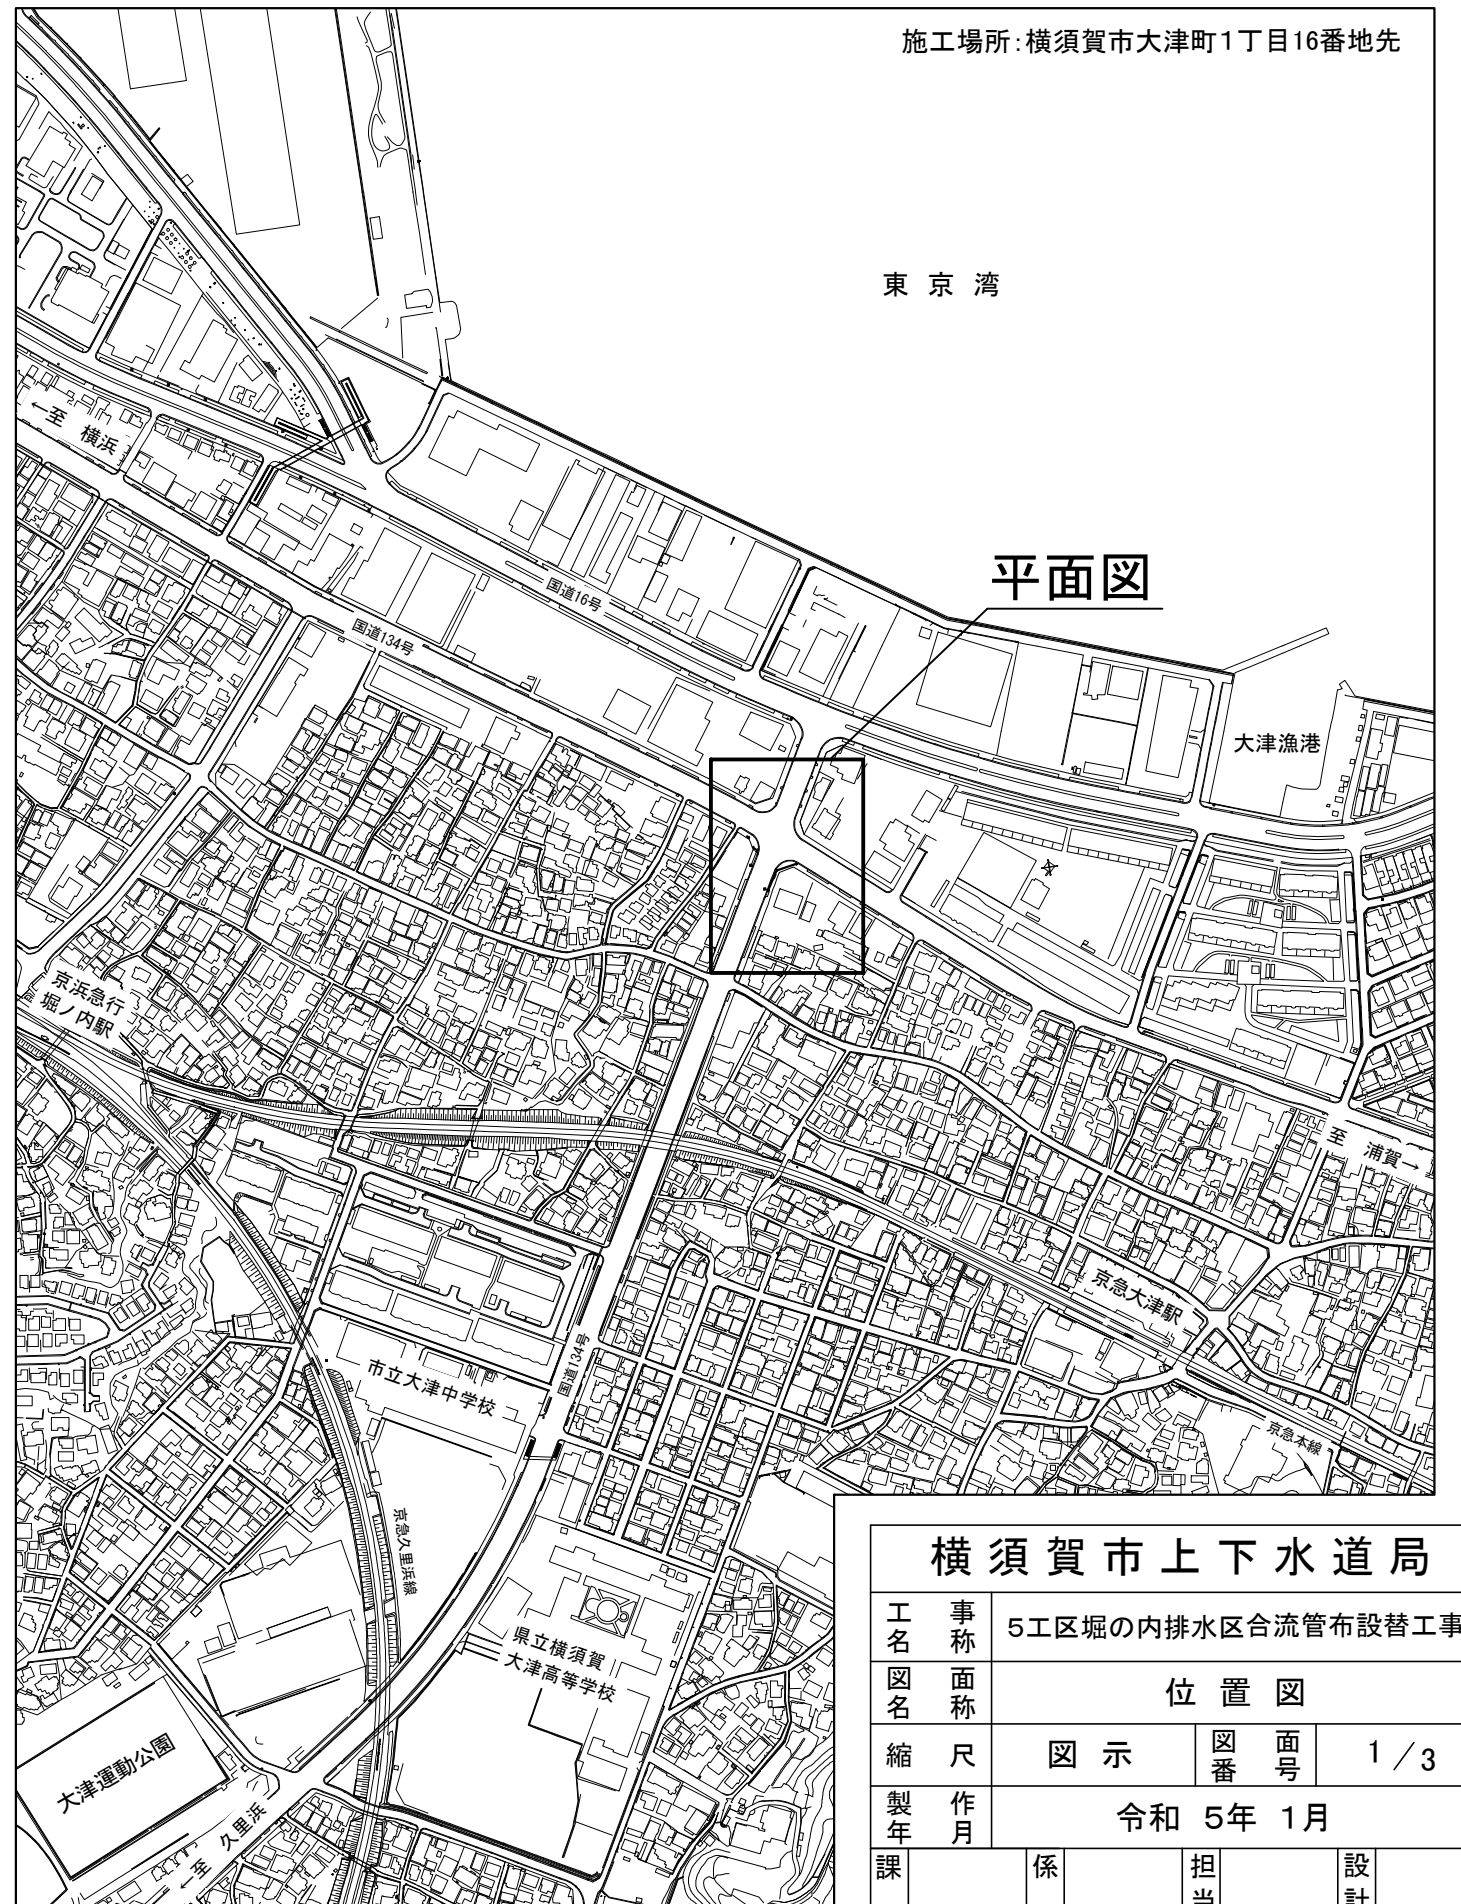 施工場所:横須賀市大津町1丁目16番地先
東京湾
←至 横浜
平面図
国道16号
国道134号
大津漁港
京浜急行
堀ノ内駅
至 浦賀→
京急大津駅
国道134号
市立大津中学校
京急本線
京急久里浜線
県立横須賀
大津高等学校
大津運動公園
←至 久里浜
横須賀市上下水道局
工事名称 5工区堀の内排水区合流管布設替工事
図面名称 位置図
縮尺 図示 図面番号 1/3
製作年月 令和 5年 1月
課 係 担当 設計